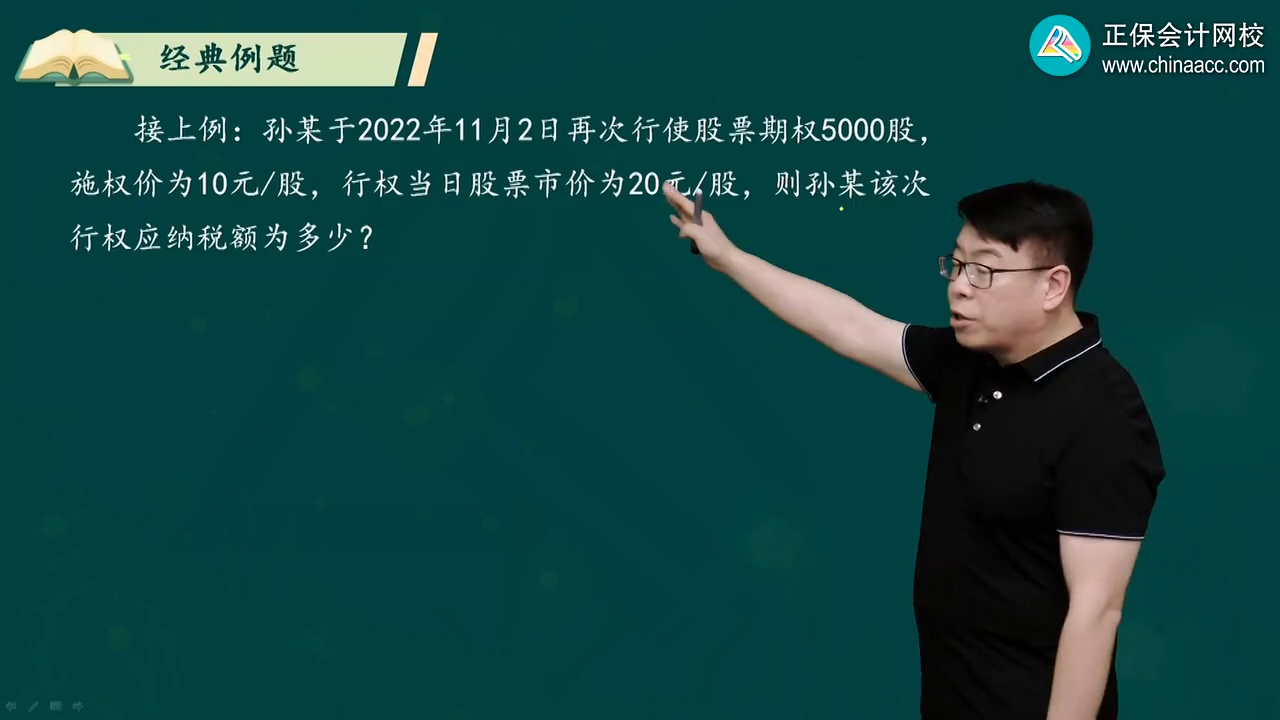 经典例题
正保会计网校
www.chinaacc.com
接上例：孙某于2022年11月2日再次行使股票期权5000股，
施权价为10元/股，行权当日股票市价为20元/股，则孙某该次
行权应纳税额为多少？